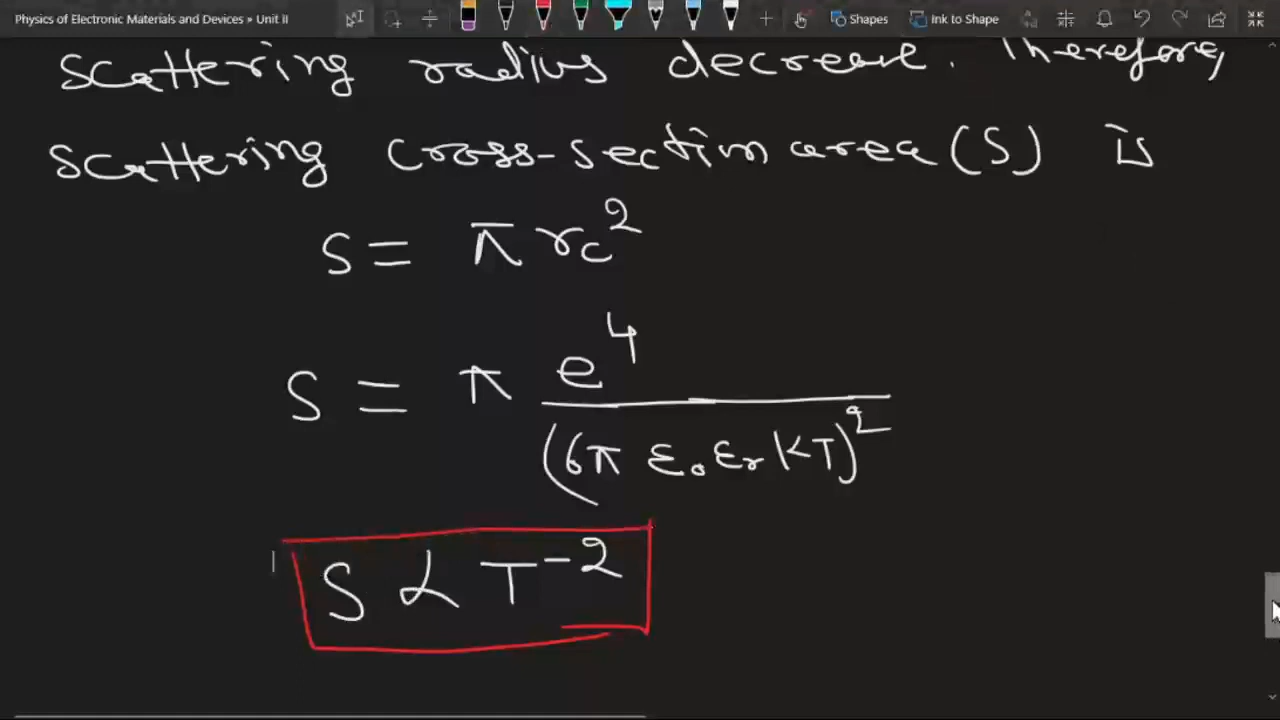 Physics of Electronic Materials and Devices » Unit II
Shapes
Ink to Shape
Scattering radius decrease. Therefore,
Scattering cross-section area (S) is
S = π rc²
S = π e⁴ / (6π ε₀ εr KT)²
S ∝ T⁻²